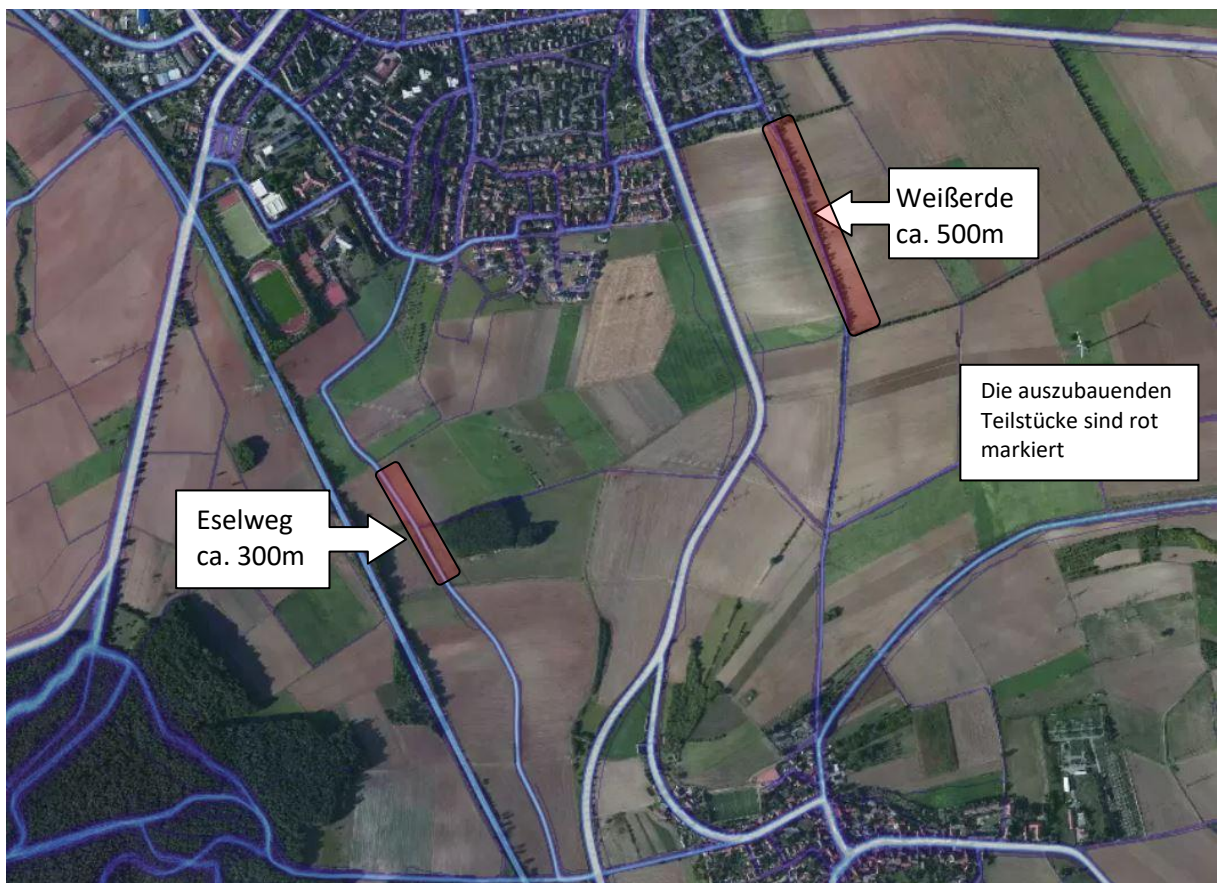 Weißerde
ca. 500m
Die auszubauenden
Teilstücke sind rot
markiert
Eselweg
ca. 300m